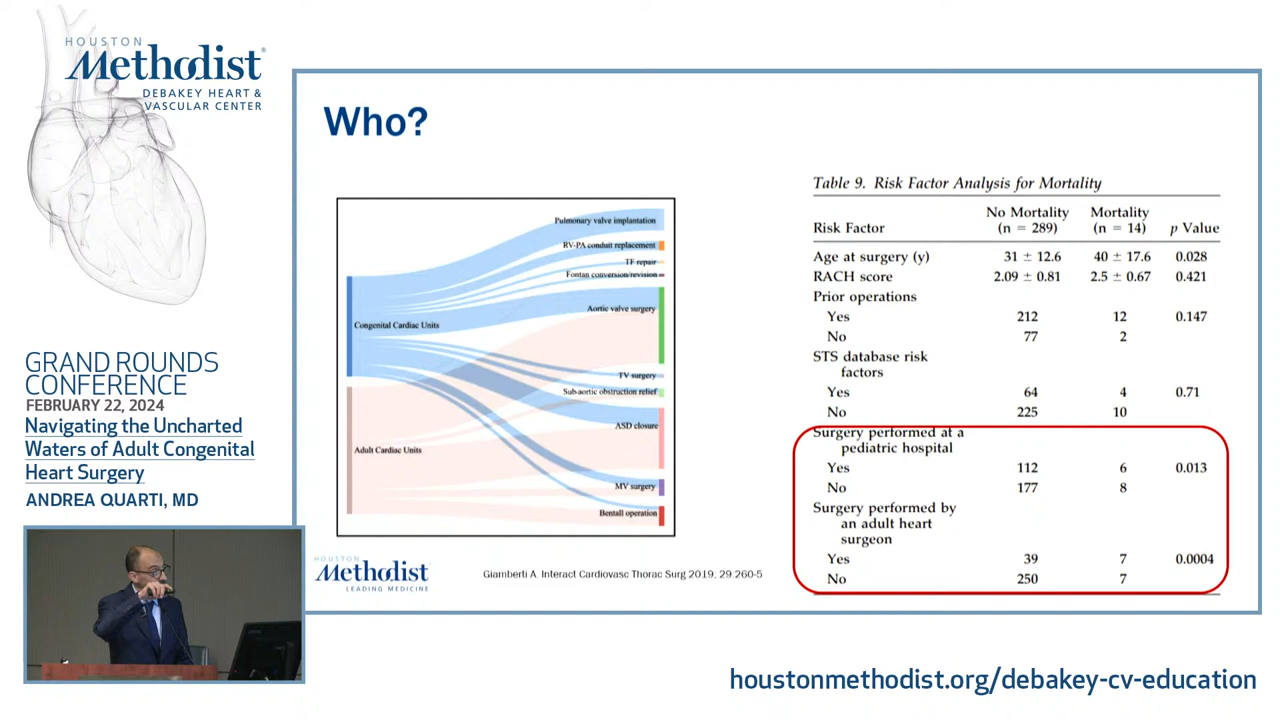 HOUSTON
Methodist®
DEBAKEY HEART &
VASCULAR CENTER
GRAND ROUNDS
CONFERENCE
FEBRUARY 22, 2024
Navigating the Uncharted
Waters of Adult Congenital
Heart Surgery
ANDREA QUARTI, MD
Who?
Pulmonary valve implantation
RV-PA conduit replacement
TF repair
Fontan conversion/revision
Aortic valve surgery
Congenital Cardiac Units
TV surgery
Sub-aortic obstruction relief
ASD closure
Adult Cardiac Units
MV surgery
Bentall operation
HOUSTON
Methodist
LEADING MEDICINE
Giamberti A. Interact Cardiovasc Thorac Surg 2019; 29:260-5
Table 9. Risk Factor Analysis for Mortality
Risk Factor No Mortality (n = 289) Mortality (n = 14) p Value
Age at surgery (y) 31 ± 12.6 40 ± 17.6 0.028
RACH score 2.09 ± 0.81 2.5 ± 0.67 0.421
Prior operations
Yes 212 12 0.147
No 77 2
STS database risk
factors
Yes 64 4 0.71
No 225 10
Surgery performed at a
pediatric hospital
Yes 112 6 0.013
No 177 8
Surgery performed by
an adult heart
surgeon
Yes 39 7 0.0004
No 250 7
houstonmethodist.org/debakey-cv-education